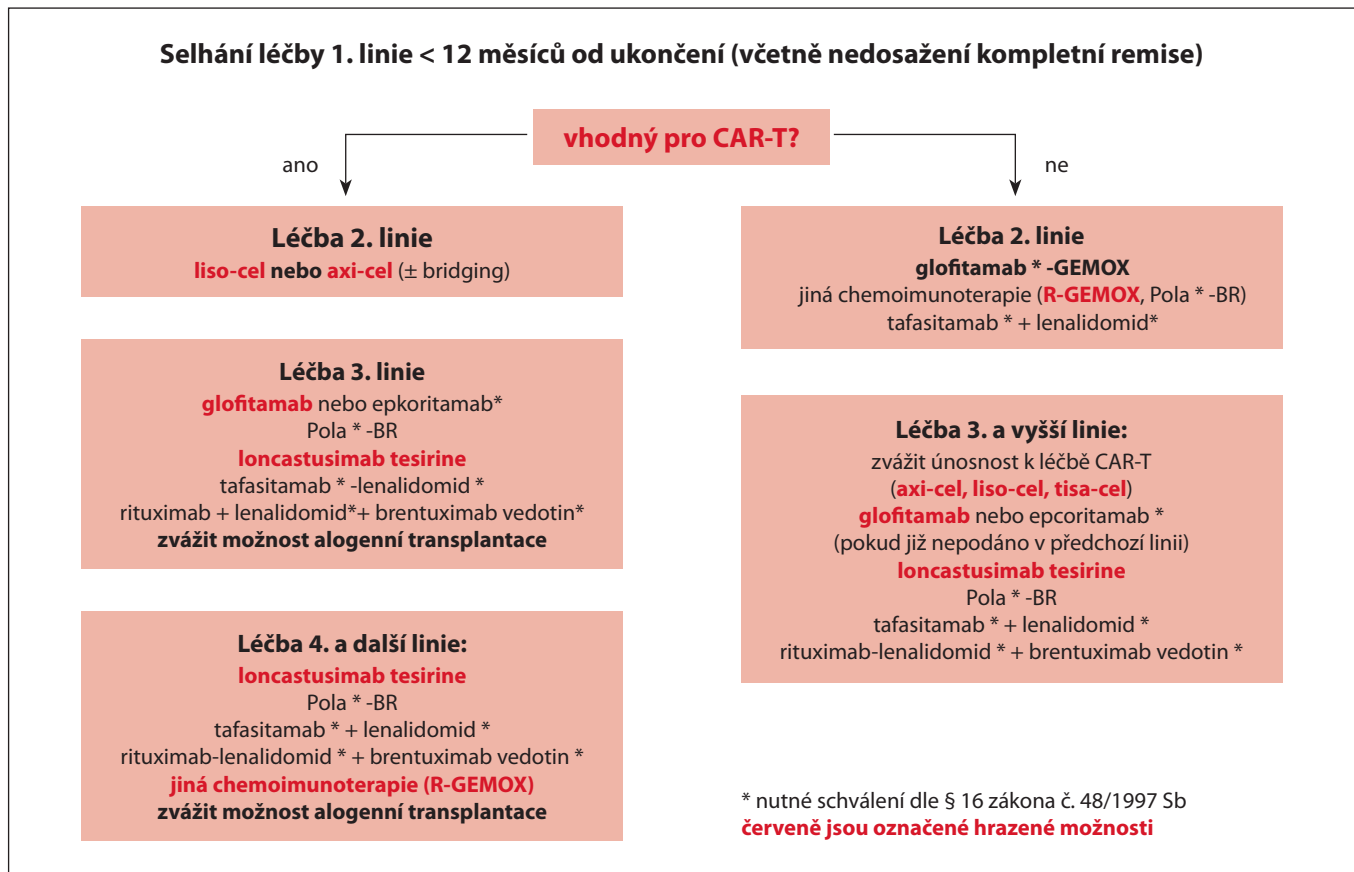 Selhání léčby 1. linie < 12 měsíců od ukončení (včetně nedosažení kompletní remise)
vhodný pro CAR-T?
ano
ne
Léčba 2. linie
liso-cel nebo axi-cel (± bridging)
Léčba 3. linie
glofitamab nebo epkoritamab*
Pola * -BR
loncastusimab tesirine
tafasitamab * -lenalidomid *
rituximab + lenalidomid*+ brentuximab vedotin*
zvážit možnost alogenní transplantace
Léčba 4. a další linie:
loncastusimab tesirine
Pola * -BR
tafasitamab * + lenalidomid *
rituximab-lenalidomid * + brentuximab vedotin *
jiná chemoimunoterapie (R-GEMOX)
zvážit možnost alogenní transplantace
Léčba 2. linie
glofitamab * -GEMOX
jiná chemoimunoterapie (R-GEMOX, Pola * -BR)
tafasitamab * + lenalidomid*
Léčba 3. a vyšší linie:
zvážit únosnost k léčbě CAR-T
(axi-cel, liso-cel, tisa-cel)
glofitamab nebo epcoritamab *
(pokud již nepodáno v předchozí linii)
loncastusimab tesirine
Pola * -BR
tafasitamab * + lenalidomid *
rituximab-lenalidomid * + brentuximab vedotin *
* nutné schválení dle § 16 zákona č. 48/1997 Sb
červeně jsou označené hrazené možnosti